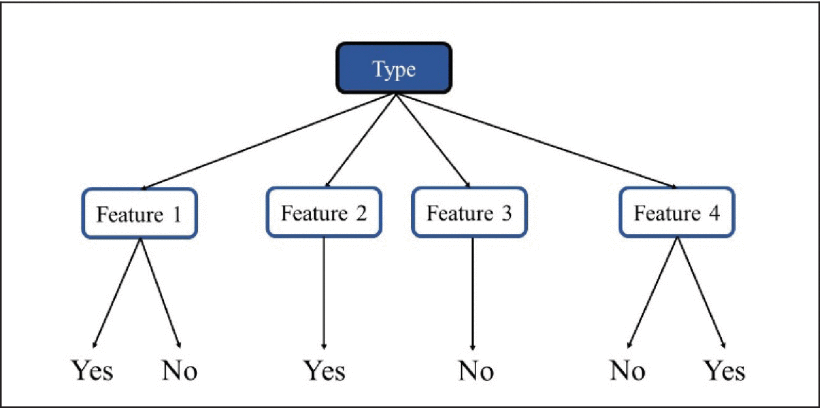 Type
Feature 1 Feature 2 Feature 3 Feature 4
Yes No Yes No No Yes